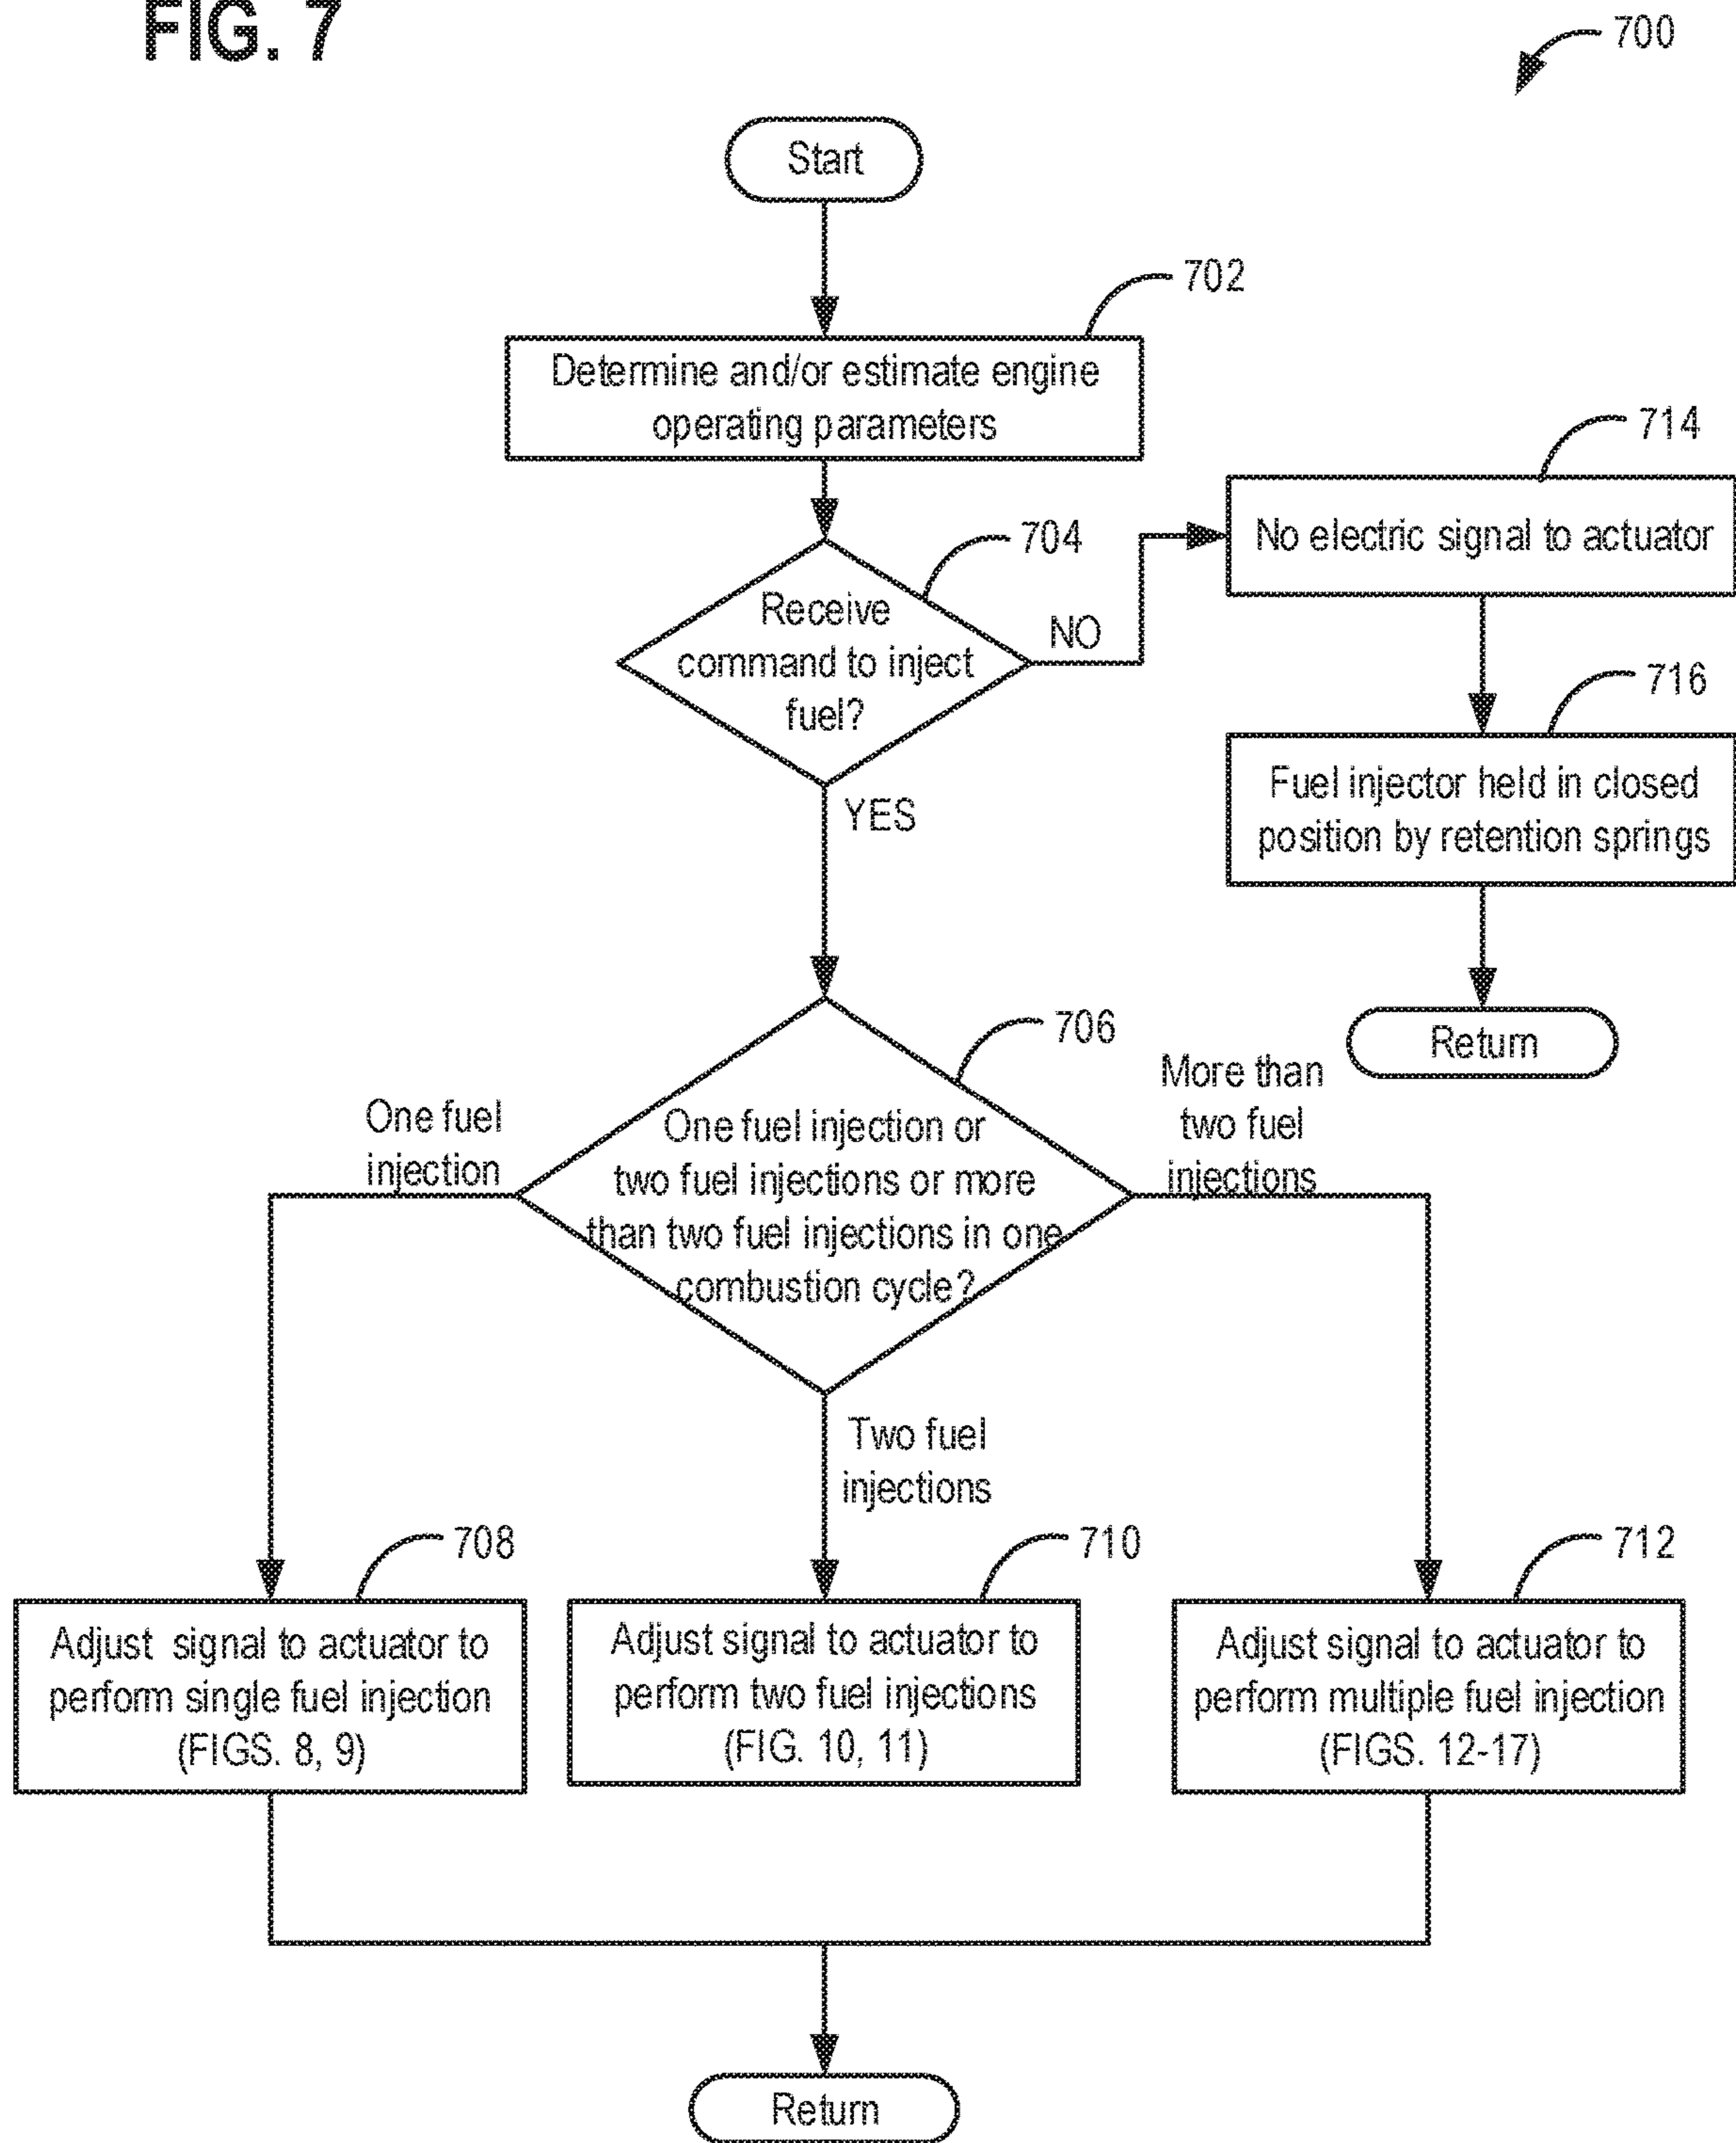 FIG. 7
700
Start
702
Determine and/or estimate engine
operating parameters
704
Receive
command to inject
fuel?
NO
YES
714
No electric signal to actuator
716
Fuel injector held in closed
position by retention springs
Return
706
One fuel injection or
two fuel injections or more
than two fuel injections in one
combustion cycle?
One fuel
injection
More than
two fuel
injections
Two fuel
injections
708
Adjust signal to actuator to
perform single fuel injection
(FIGS. 8, 9)
710
Adjust signal to actuator to
perform two fuel injections
(FIG. 10, 11)
712
Adjust signal to actuator to
perform multiple fuel injection
(FIGS. 12-17)
Return